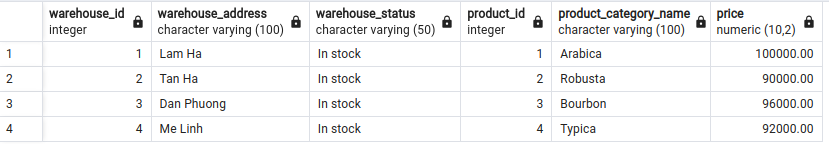 warehouse_id warehouse_address warehouse_status product_id product_category_name price
integer character varying (100) character varying (50) integer character varying (100) numeric (10,2)
1 1 Lam Ha In stock 1 Arabica 100000.00
2 2 Tan Ha In stock 2 Robusta 90000.00
3 3 Dan Phuong In stock 3 Bourbon 96000.00
4 4 Me Linh In stock 4 Typica 92000.00